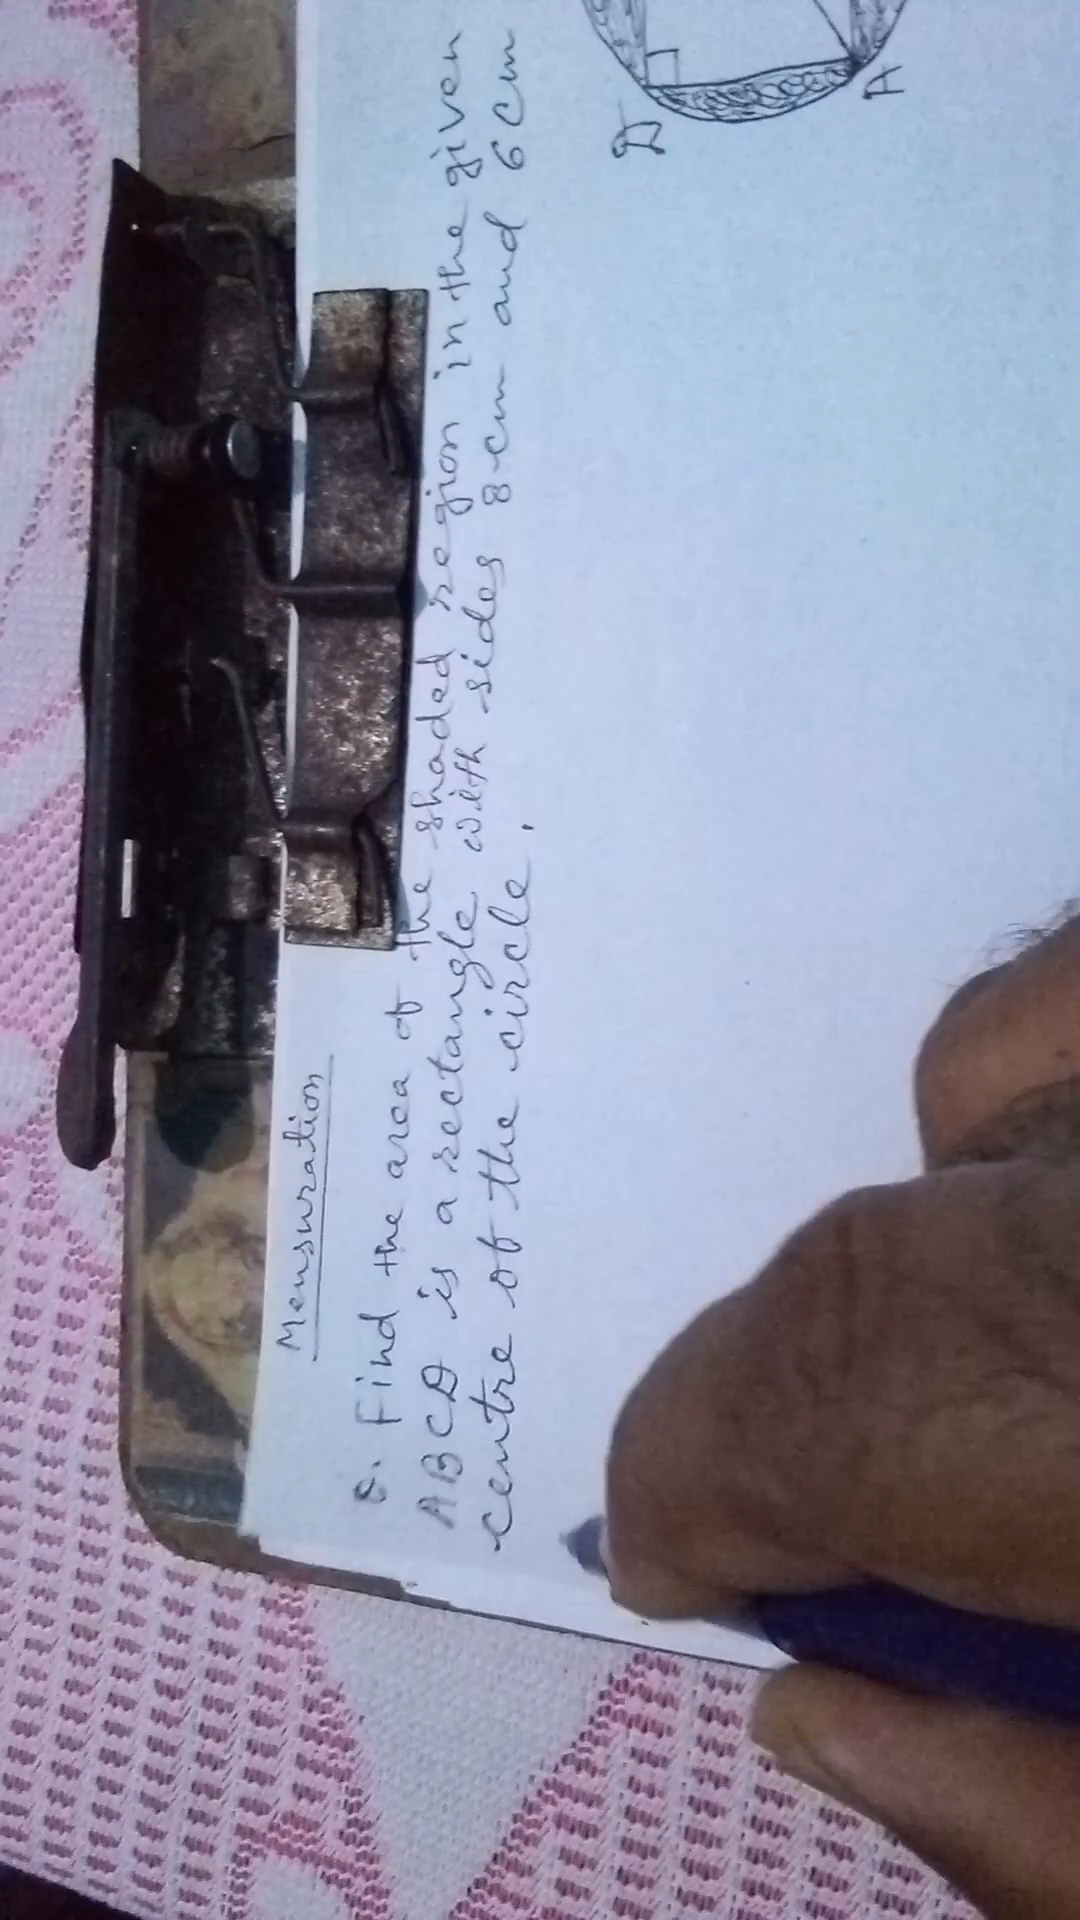 Mensuration
Q. Find the area of the shaded region in the given
ABCD is a rectangle with sides 8cm and 6cm
centre of the circle.
D
A